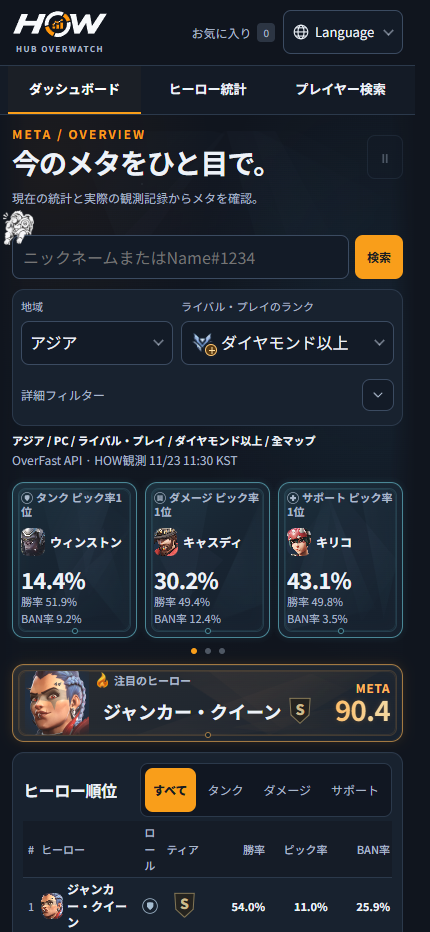 HOW
HUB OVERWATCH
お気に入り 0
Language
ダッシュボード ヒーロー統計 プレイヤー検索
META / OVERVIEW
今のメタをひと目で。
現在の統計と実際の観測記録からメタを確認。
ニックネームまたはName#1234 検索
地域 ライバル・プレイのランク
アジア ダイヤモンド以上
詳細フィルター
アジア / PC / ライバル・プレイ / ダイヤモンド以上 / 全マップ
OverFast API · HOW観測 11/23 11:30 KST
タンク ピック率1
位
ウィンストン
14.4%
勝率 51.9%
BAN率 9.2%
ダメージ ピック率
1位
キャスディ
30.2%
勝率 49.4%
BAN率 12.4%
サポート ピック率
1位
キリコ
43.1%
勝率 49.8%
BAN率 3.5%
注目のヒーロー
ジャンカー・クイーン S
META
90.4
ヒーロー順位 すべて タンク ダメージ サポート
# ヒーロー ロ
ー
ル ティア 勝率 ピック率 BAN率
1 ジャンカ
ー・クイー
ン S 54.0% 11.0% 25.9%